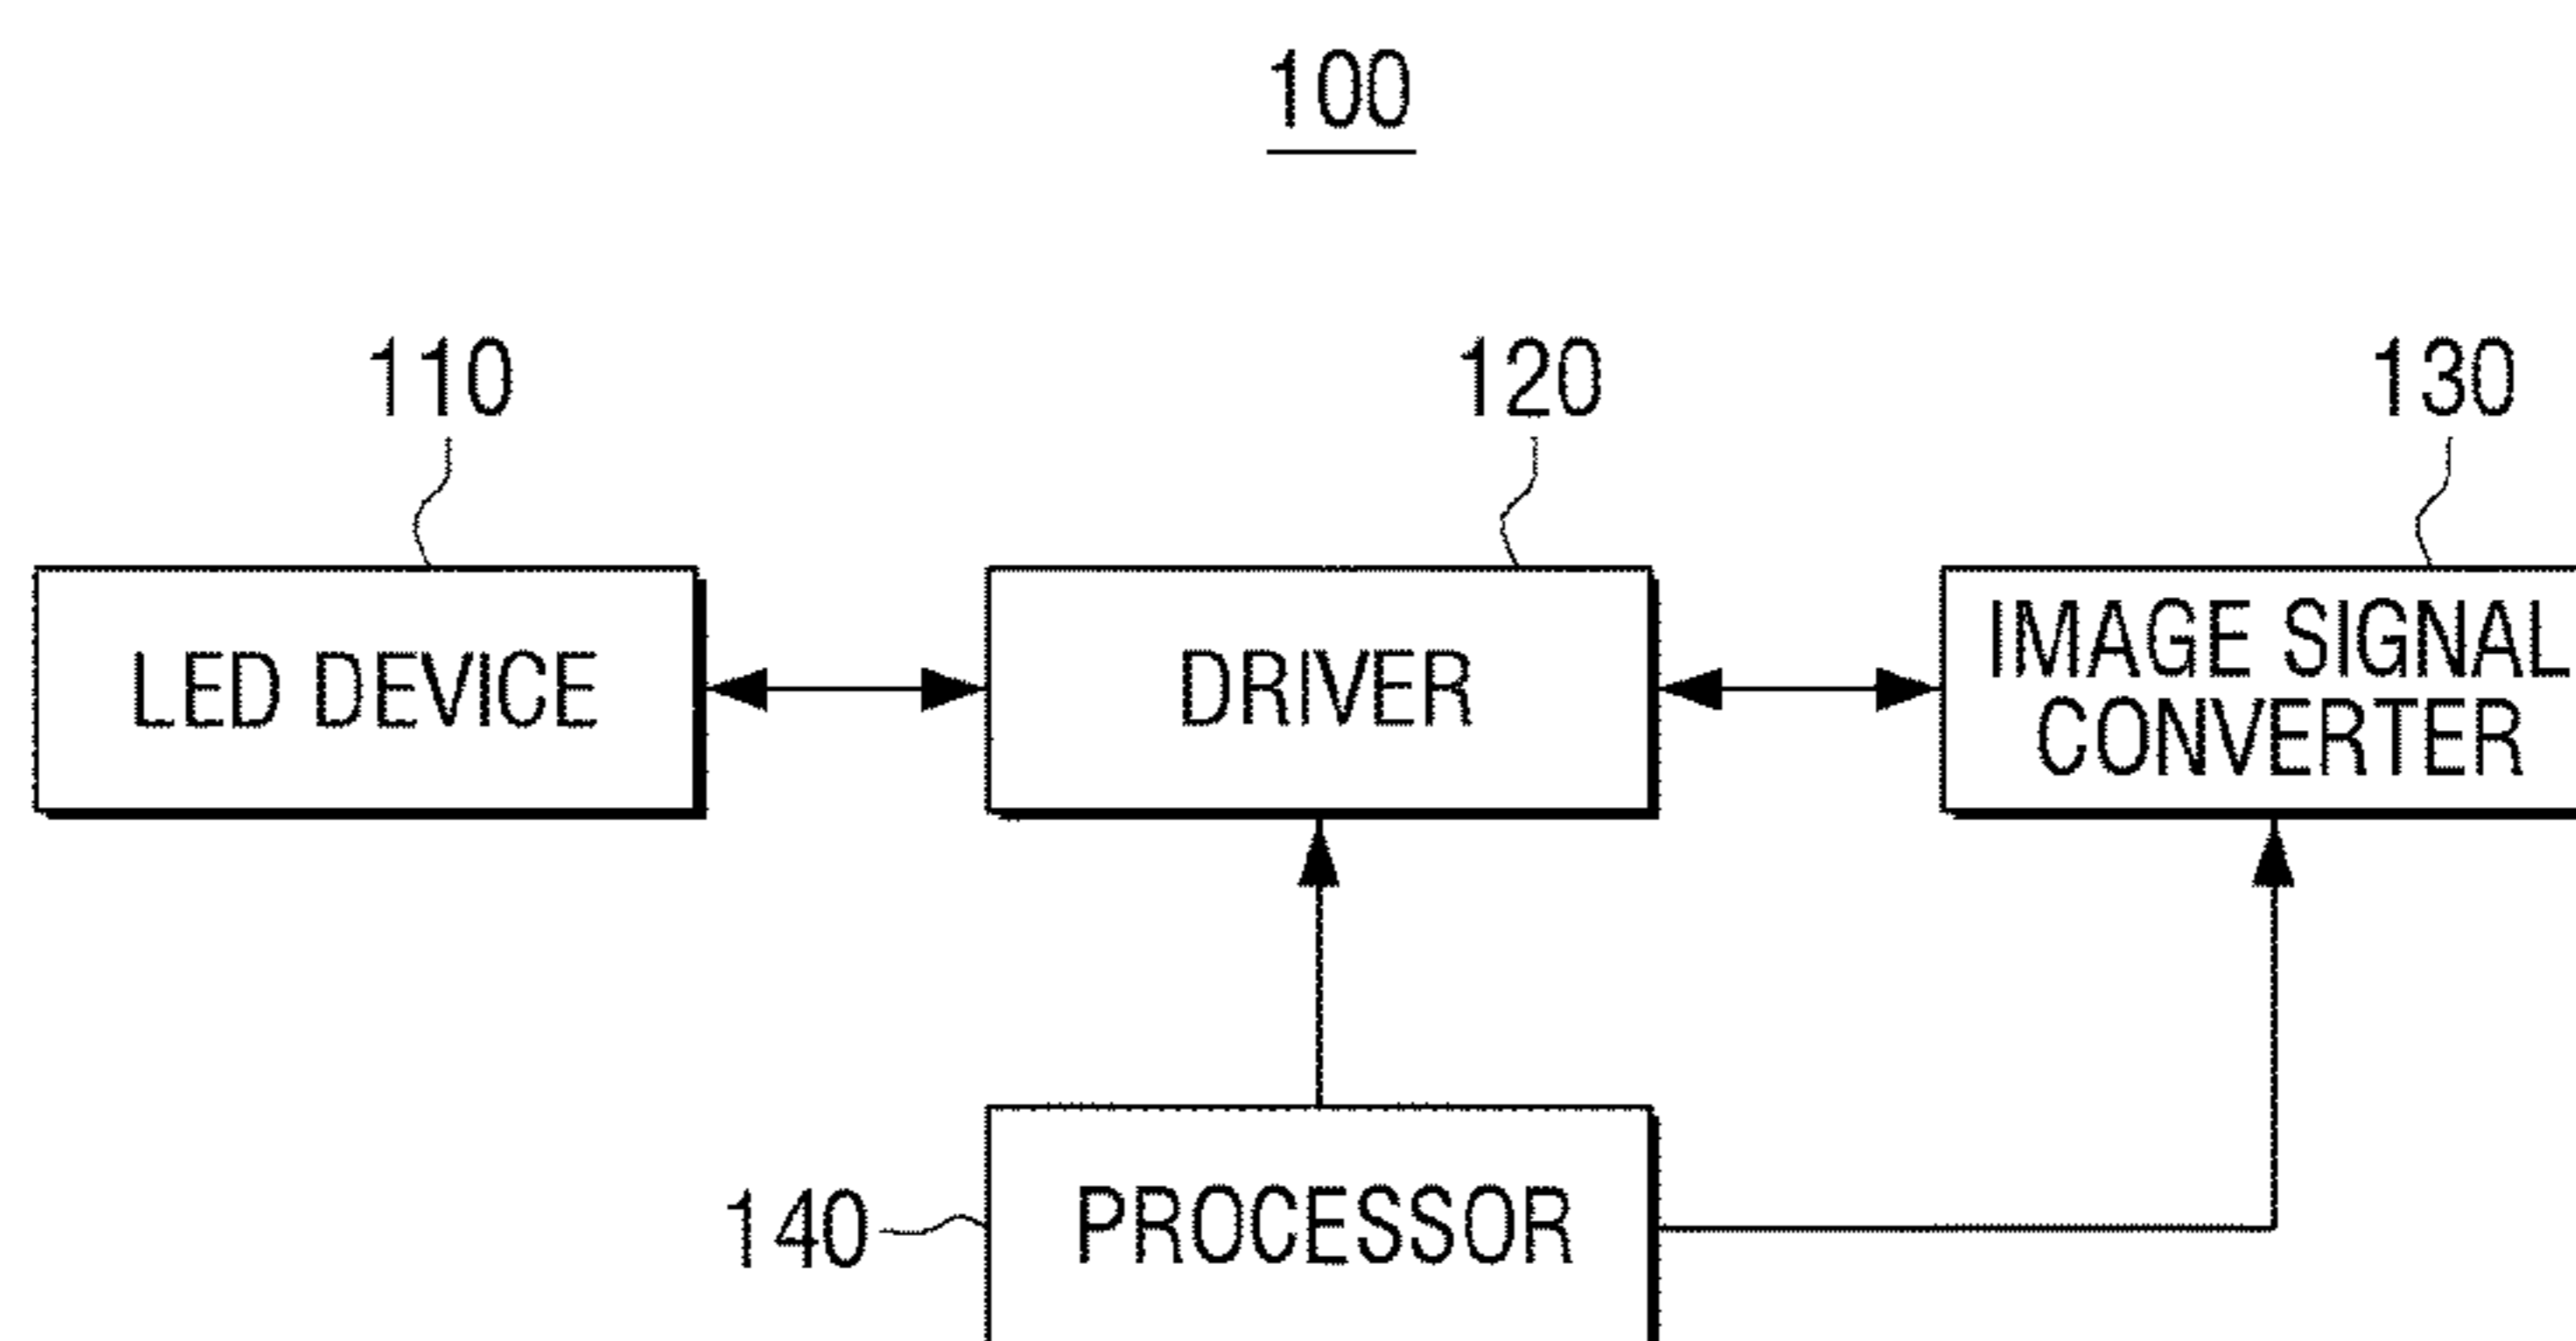 100
110
120
130
LED DEVICE
DRIVER
IMAGE SIGNAL
CONVERTER
140
PROCESSOR